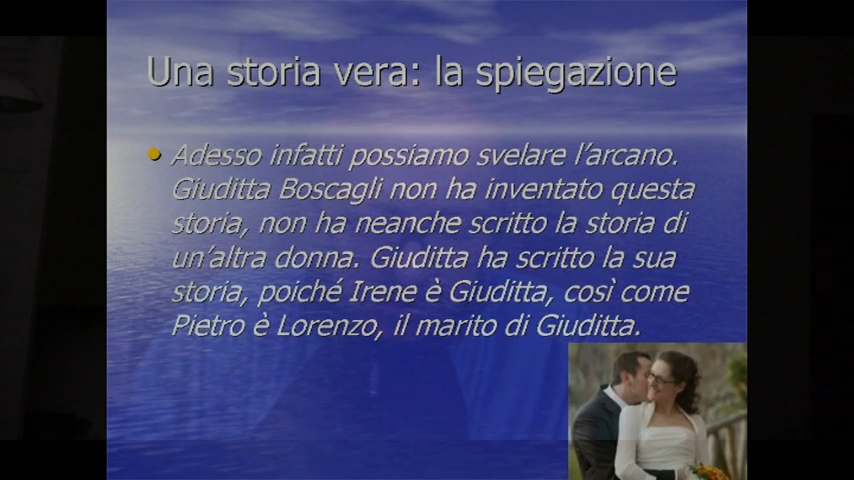 Una storia vera: la spiegazione
Adesso infatti possiamo svelare l'arcano.
Giuditta Boscagli non ha inventato questa
storia, non ha neanche scritto la storia di
un'altra donna. Giuditta ha scritto la sua
storia, poiché Irene è Giuditta, così come
Pietro è Lorenzo, il marito di Giuditta.